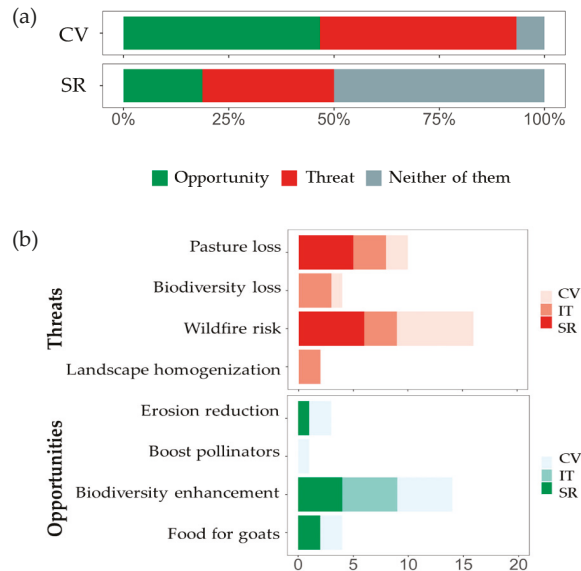 (a)
CV
SR
0% 25% 50% 75% 100%
Opportunity Threat Neither of them
(b)
Threats
Pasture loss
Biodiversity loss
Wildfire risk
Landscape homogenization
CV
IT
SR
Opportunities
Erosion reduction
Boost pollinators
Biodiversity enhancement
Food for goats
CV
IT
SR
0 5 10 15 20